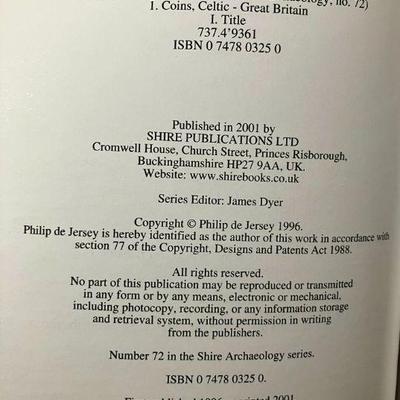 no. 72)
1. Coins, Celtic - Great Britain
I. Title
737.4'9361
ISBN 0 7478 0325 0
Published in 2001 by
SHIRE PUBLICATIONS LTD
Cromwell House, Church Street, Princes Risborough,
Buckinghamshire HP27 9AA, UK.
Website: www.shirebooks.co.uk
Series Editor: James Dyer
Copyright © Philip de Jersey 1996.
Philip de Jersey is hereby identified as the author of this work in accordance with
section 77 of the Copyright, Designs and Patents Act 1988.
All rights reserved.
No part of this publication may be reproduced or transmitted
in any form or by any means, electronic or mechanical,
including photocopy, recording, or any information storage
and retrieval system, without permission in writing
from the publishers.
Number 72 in the Shire Archaeology series.
ISBN 0 7478 0325 0.